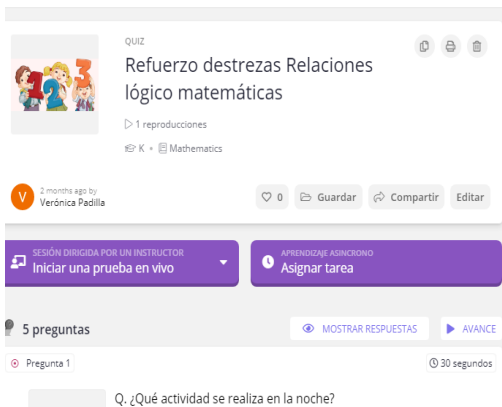 QUIZ
Refuerzo destrezas Relaciones
lógico matemáticas
1 reproducciones
K • Mathematics
2 months ago by
V
Verónica Padilla
0
Guardar
Compartir
Editar
SESIÓN DIRIGIDA POR UN INSTRUCTOR
Iniciar una prueba en vivo
APRENDIZAJE ASINCRONO
Asignar tarea
5 preguntas
MOSTRAR RESPUESTAS
AVANCE
Pregunta 1
30 segundos
Q. ¿Qué actividad se realiza en la noche?
123